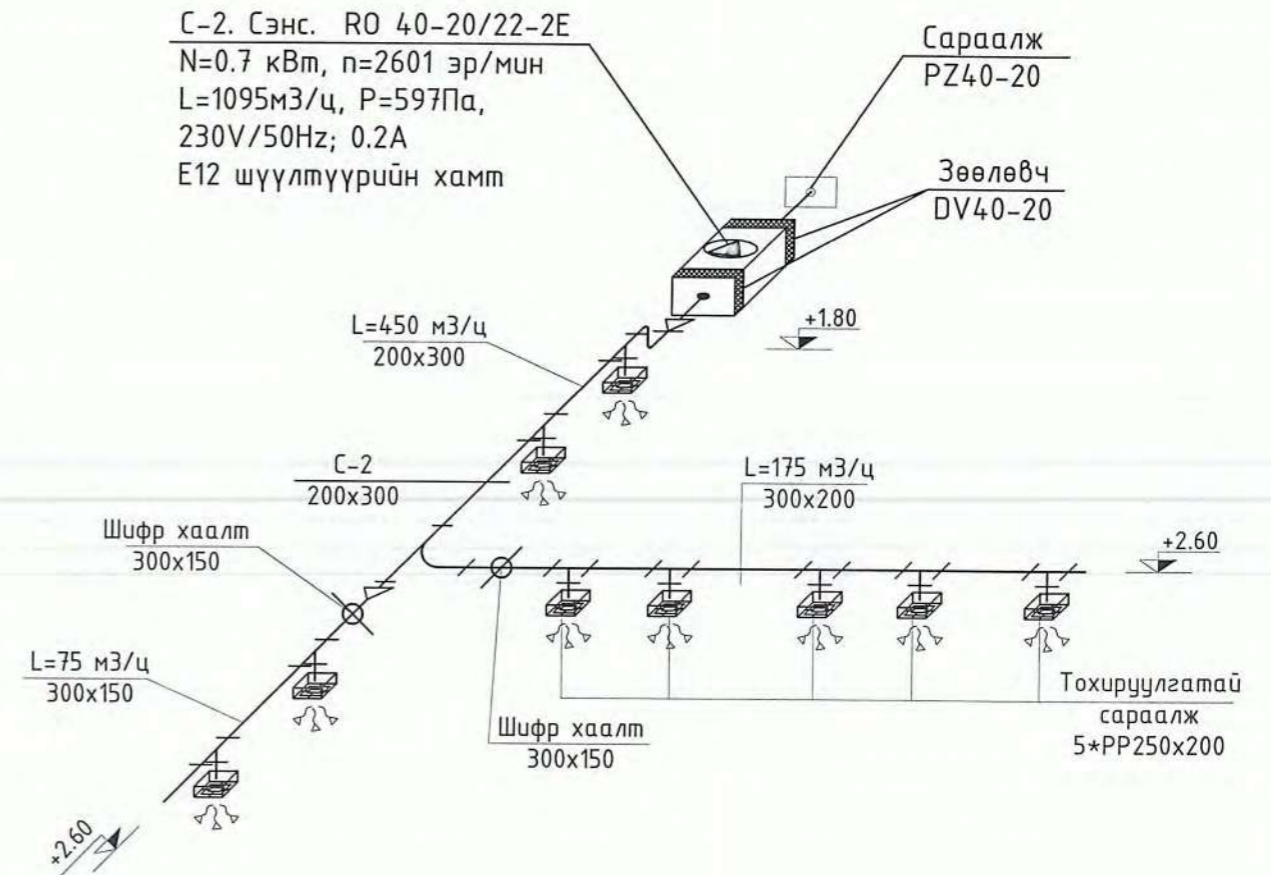 С-2. Сэнс. RO 40-20/22-2E
N=0.7 кВт, n=2601 эр/мин
L=1095м3/ц, P=597Па,
230V/50Hz; 0.2А
Е12 шүүлтүүрийн хамт
Сараалж
PZ40-20
Зөөлөвч
DV40-20
+1.80
L=450 м3/ц
200x300
С-2
200x300
L=175 м3/ц
300x200
Шифр хаалт
300x150
+2.60
L=75 м3/ц
300x150
Шифр хаалт
300x150
Тохируулгатай
сараалж
5*PP250x200
+2.60